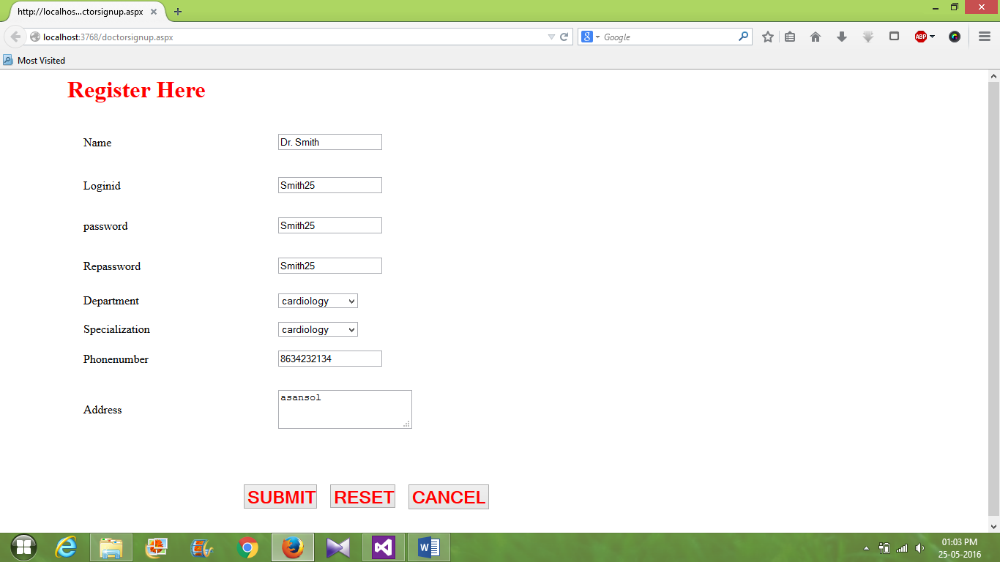 http://localhos...ctorsignup.aspx
localhost:3768/doctorsignup.aspx
Google
ABP
Most Visited
Register Here
Name Dr. Smith
Loginid Smith25
password Smith25
Repassword Smith25
Department cardiology
Specialization cardiology
Phonenumber 8634232134
Address asansol
SUBMIT RESET CANCEL
01:03 PM
25-05-2016